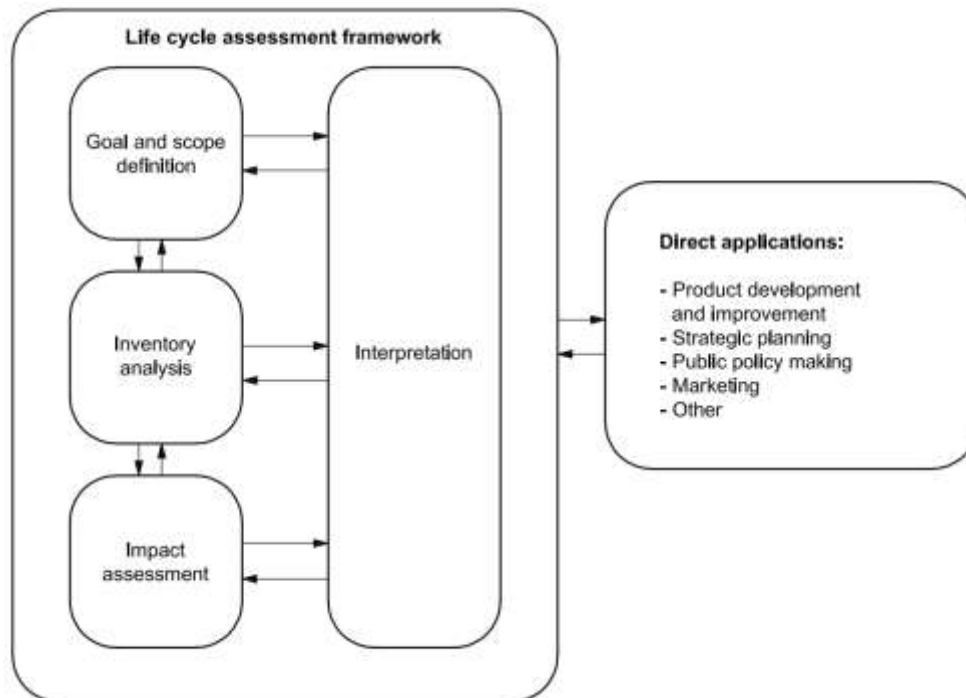 Life cycle assessment framework
Goal and scope
definition
Inventory
analysis
Impact
assessment
Interpretation
Direct applications:
- Product development
and improvement
- Strategic planning
- Public policy making
- Marketing
- Other